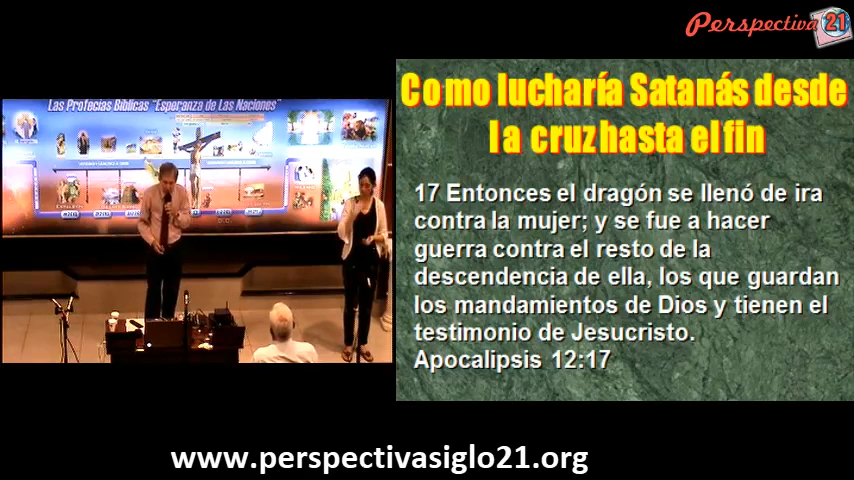 Perspectiva 21
Las Profecías Bíblicas "Esperanza de Las Naciones"
Como lucharía Satanás desde
la cruz hasta el fin
17 Entonces el dragón se llenó de ira
contra la mujer; y se fue a hacer
guerra contra el resto de la
descendencia de ella, los que guardan
los mandamientos de Dios y tienen el
testimonio de Jesucristo.
Apocalipsis 12:17
www.perspectivasiglo21.org